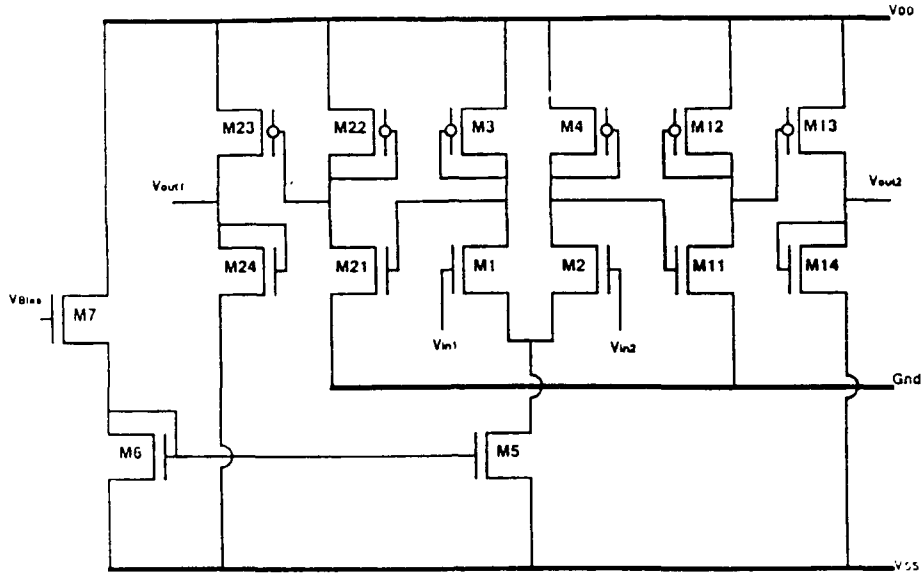 VDD
M23
M22
M3
M4
M12
M13
Vout1
Vout2
M24
M21
M1
M2
M11
M14
VBias
M7
Vin1
Vin2
Gnd
M6
M5
VSS